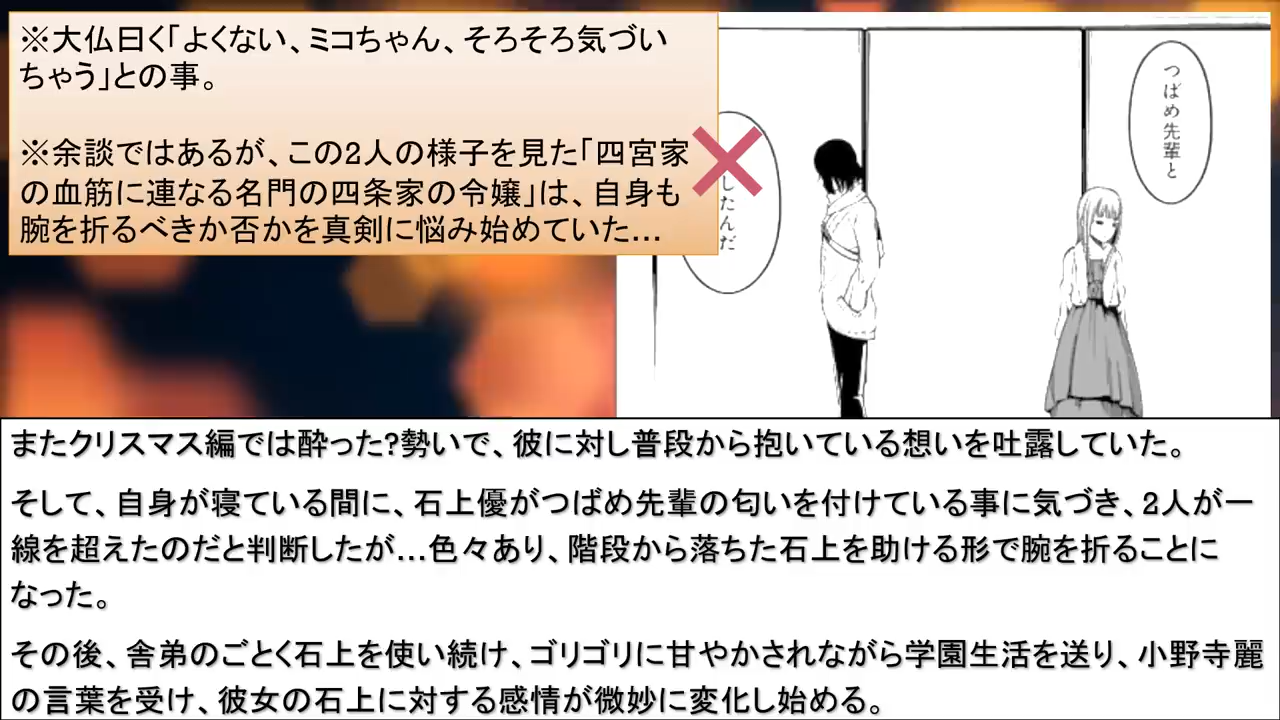 ※大仏曰く「よくない、ミコちゃん、そろそろ気づい
ちゃう」との事。
※余談ではあるが、この2人の様子を見た「四宮家
の血筋に連なる名門の四条家の令嬢」は、自身も
腕を折るべきか否かを真剣に悩み始めていた…
つばめ先輩と
したんだ
またクリスマス編では酔った?勢いで、彼に対し普段から抱いている想いを吐露していた。
そして、自身が寝ている間に、石上優がつばめ先輩の匂いを付けている事に気づき、2人が一
線を超えたのだと判断したが…色々あり、階段から落ちた石上を助ける形で腕を折ることに
なった。
その後、舎弟のごとく石上を使い続け、ゴリゴリに甘やかされながら学園生活を送り、小野寺麗
の言葉を受け、彼女の石上に対する感情が微妙に変化し始める。